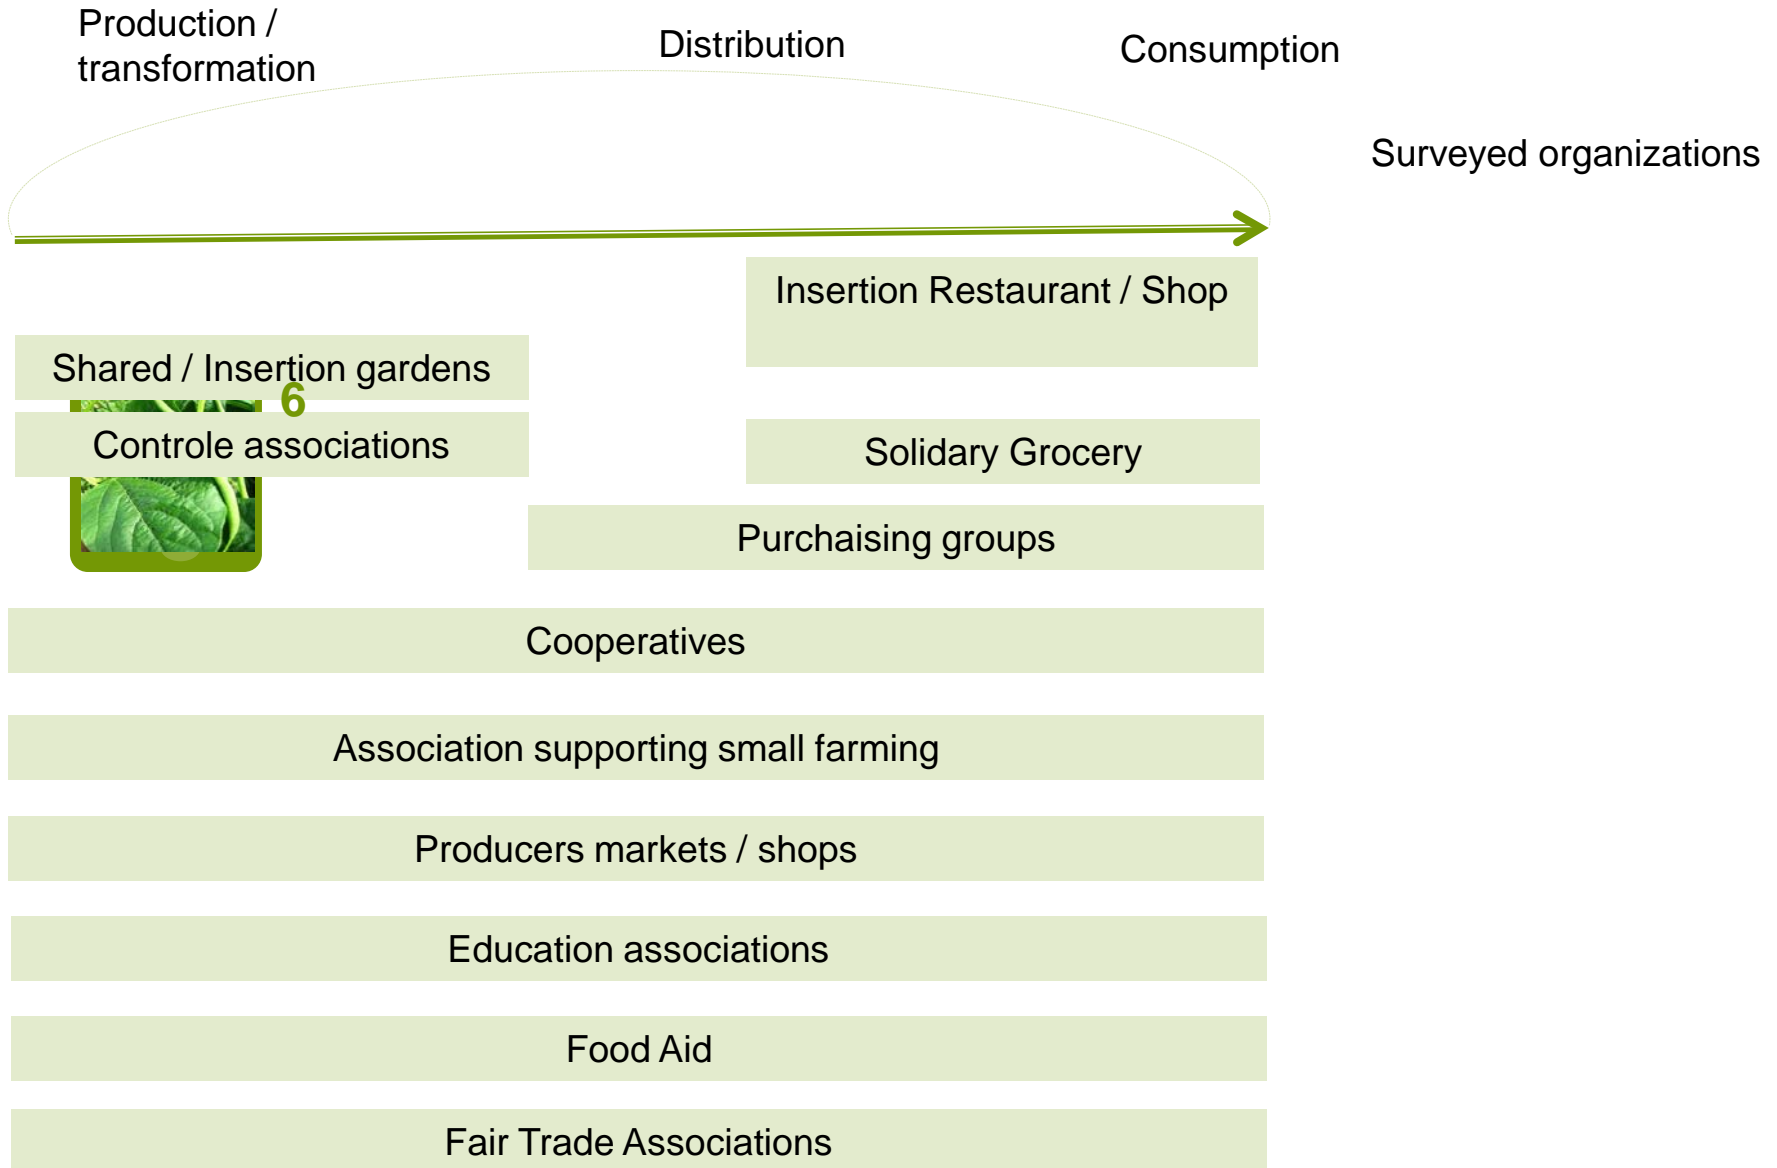 Production /
transformation
Distribution
Consumption
Surveyed organizations
Insertion Restaurant / Shop
Shared / Insertion gardens
6
Controle associations
Solidary Grocery
Purchaising groups
Cooperatives
Association supporting small farming
Producers markets / shops
Education associations
Food Aid
Fair Trade Associations